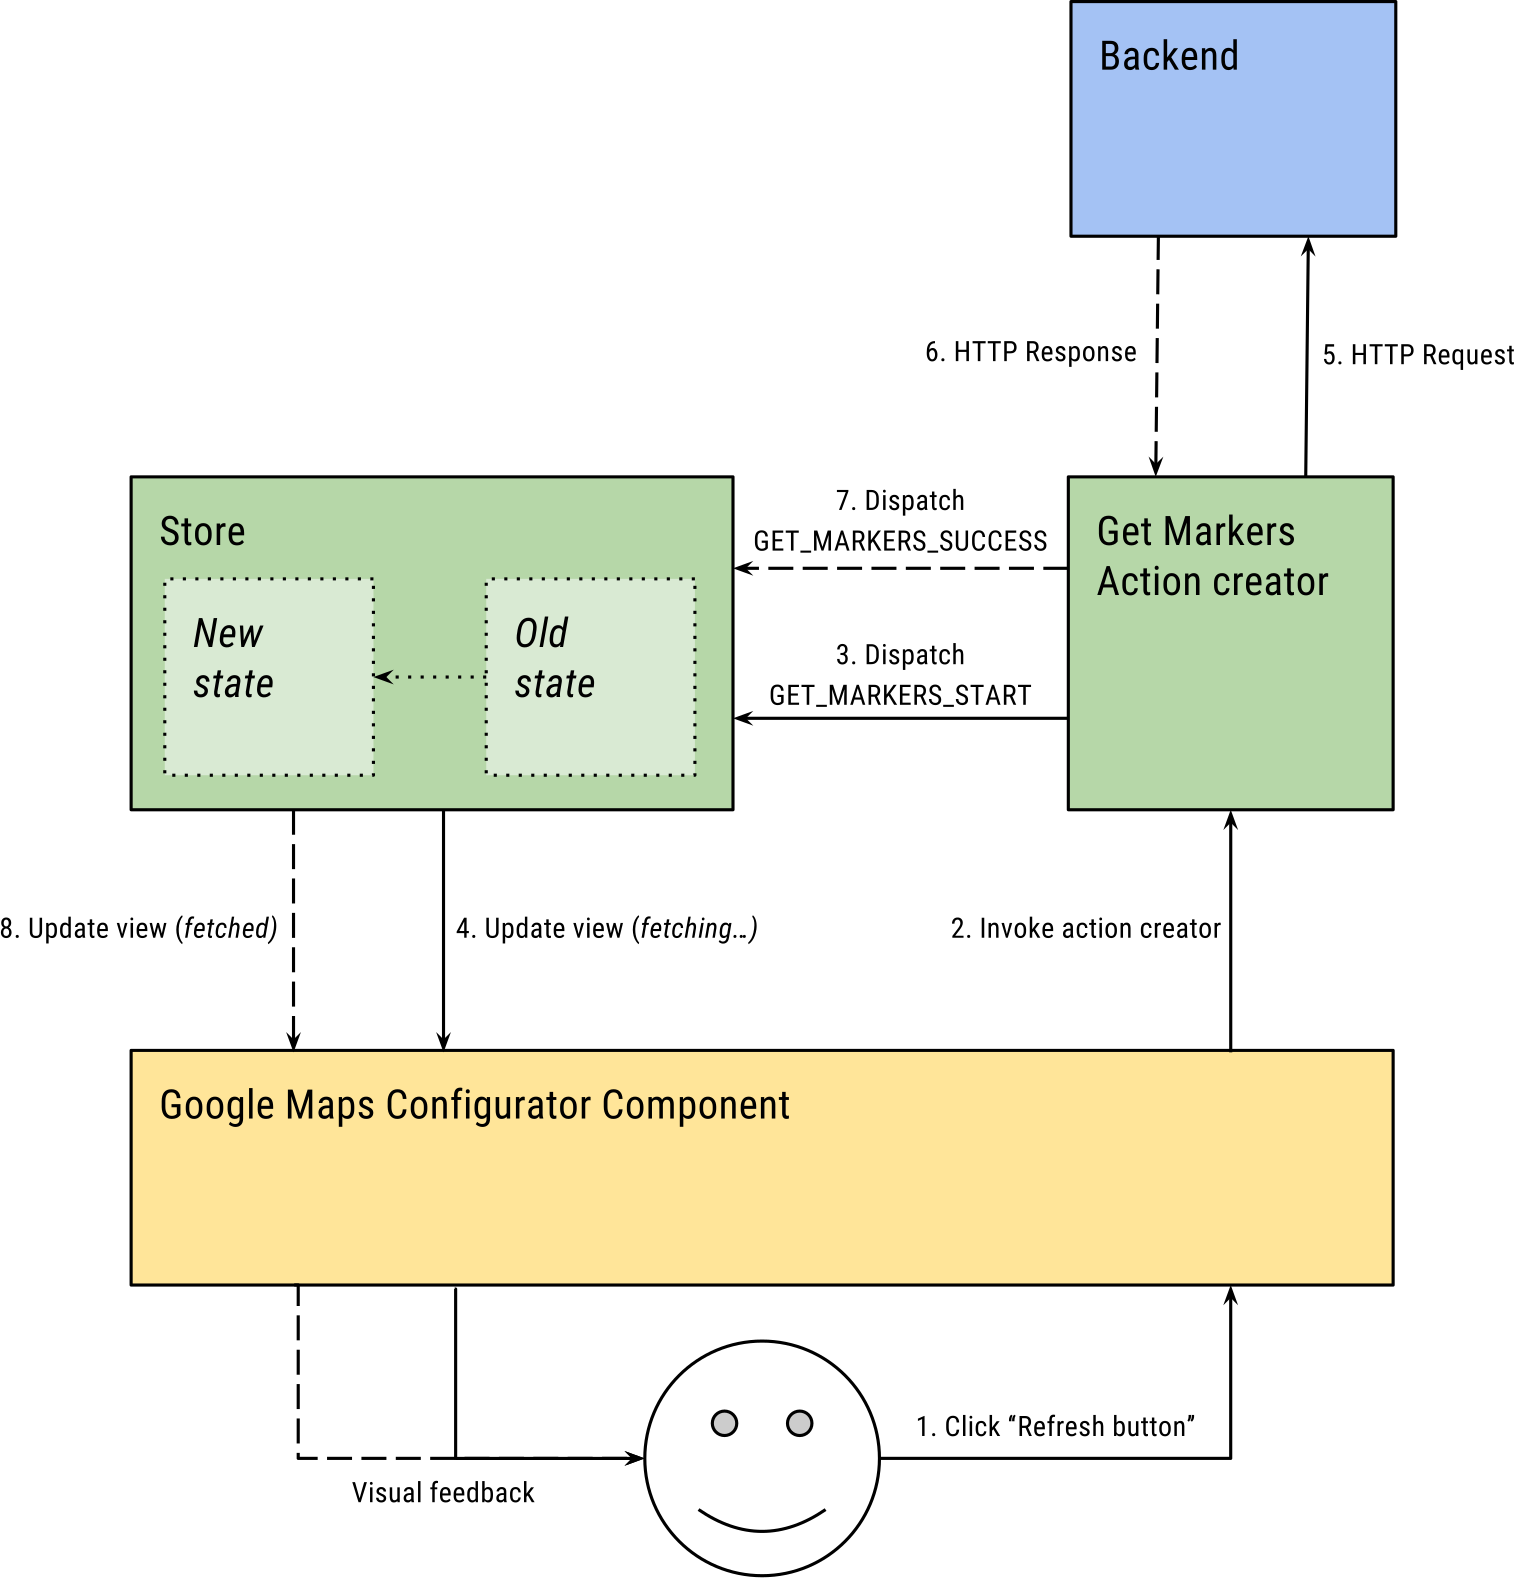 Backend
6. HTTP Response
5. HTTP Request
Store
New
state
Old
state
7. Dispatch
GET_MARKERS_SUCCESS
3. Dispatch
GET_MARKERS_START
Get Markers
Action creator
8. Update view (fetched)
4. Update view (fetching...)
2. Invoke action creator
Google Maps Configurator Component
1. Click “Refresh button”
Visual feedback